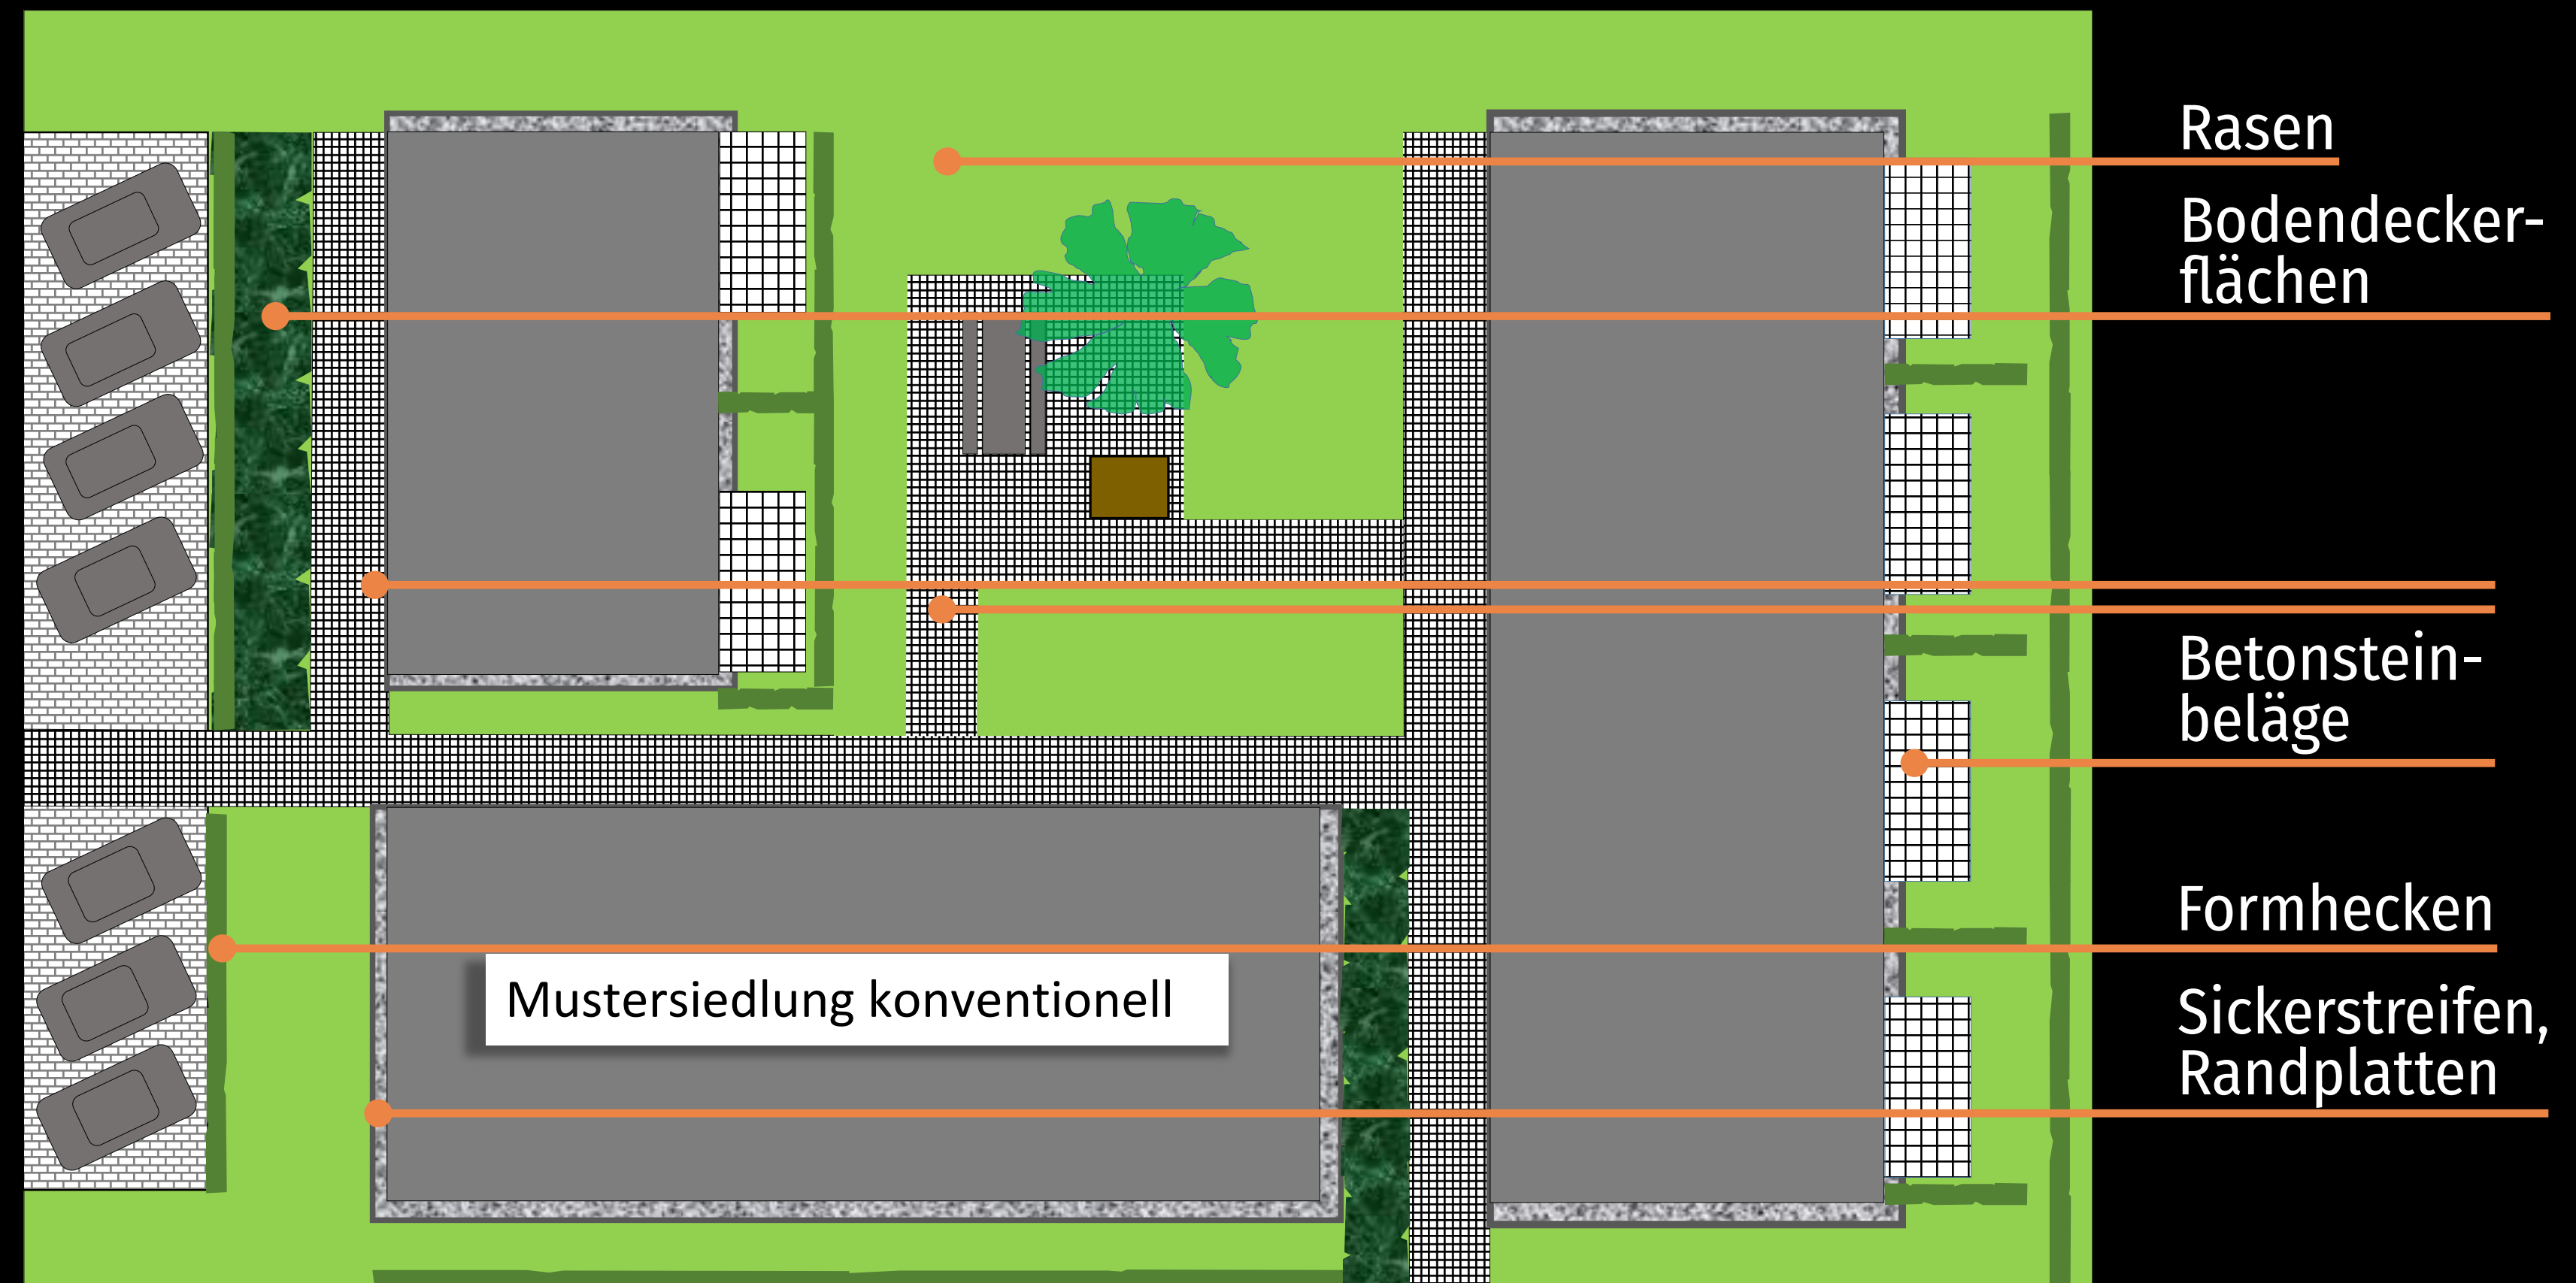 Rasen
Bodendecker-
flächen
Betonstein-
beläge
Formhecken
Mustersiedlung konventionell
Sickerstreifen,
Randplatten